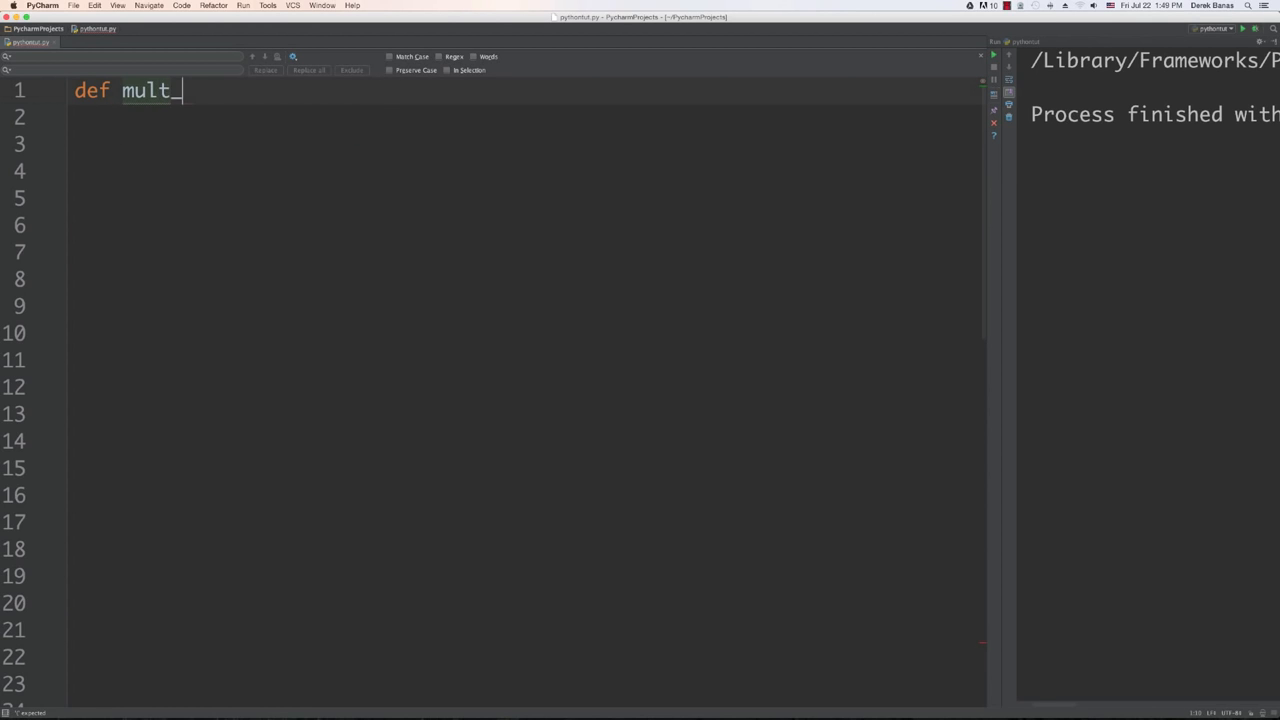 PyCharm File Edit View Navigate Code Refactor Run Tools VCS Window Help
10 Fri Jul 22 1:49 PM Derek Banas
pythontut.py - PycharmProjects - [~/PycharmProjects]
PycharmProjects pythontut.py
pythontut
pythontut.py
Run pythontut
Match Case Regex Words
Replace Replace all Exclude Preserve Case In Selection
/Library/Frameworks/P
Process finished with
1 def mult_
2
3
4
5
6
7
8
9
10
11
12
13
14
15
16
17
18
19
20
21
22
23
'(' expected
1:10 LF÷ UTF-8÷